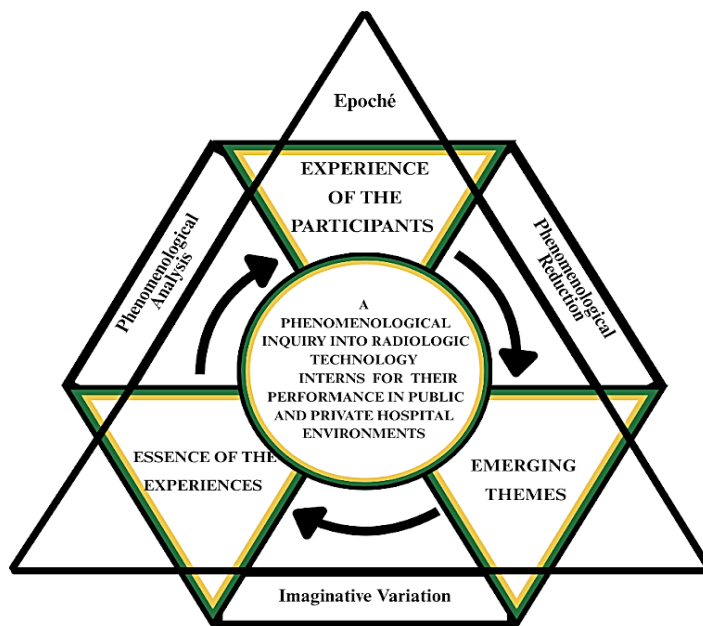 Epoché
EXPERIENCE
OF THE
PARTICIPANTS
Phenomenological
Analysis
Phenomenological
Reduction
A
PHENOMENOLOGICAL
INQUIRY INTO RADIOLOGIC
TECHNOLOGY
INTERNS FOR THEIR
PERFORMANCE IN PUBLIC
AND PRIVATE HOSPITAL
ENVIRONMENTS
ESSENCE OF THE
EXPERIENCES
EMERGING
THEMES
Imaginative Variation